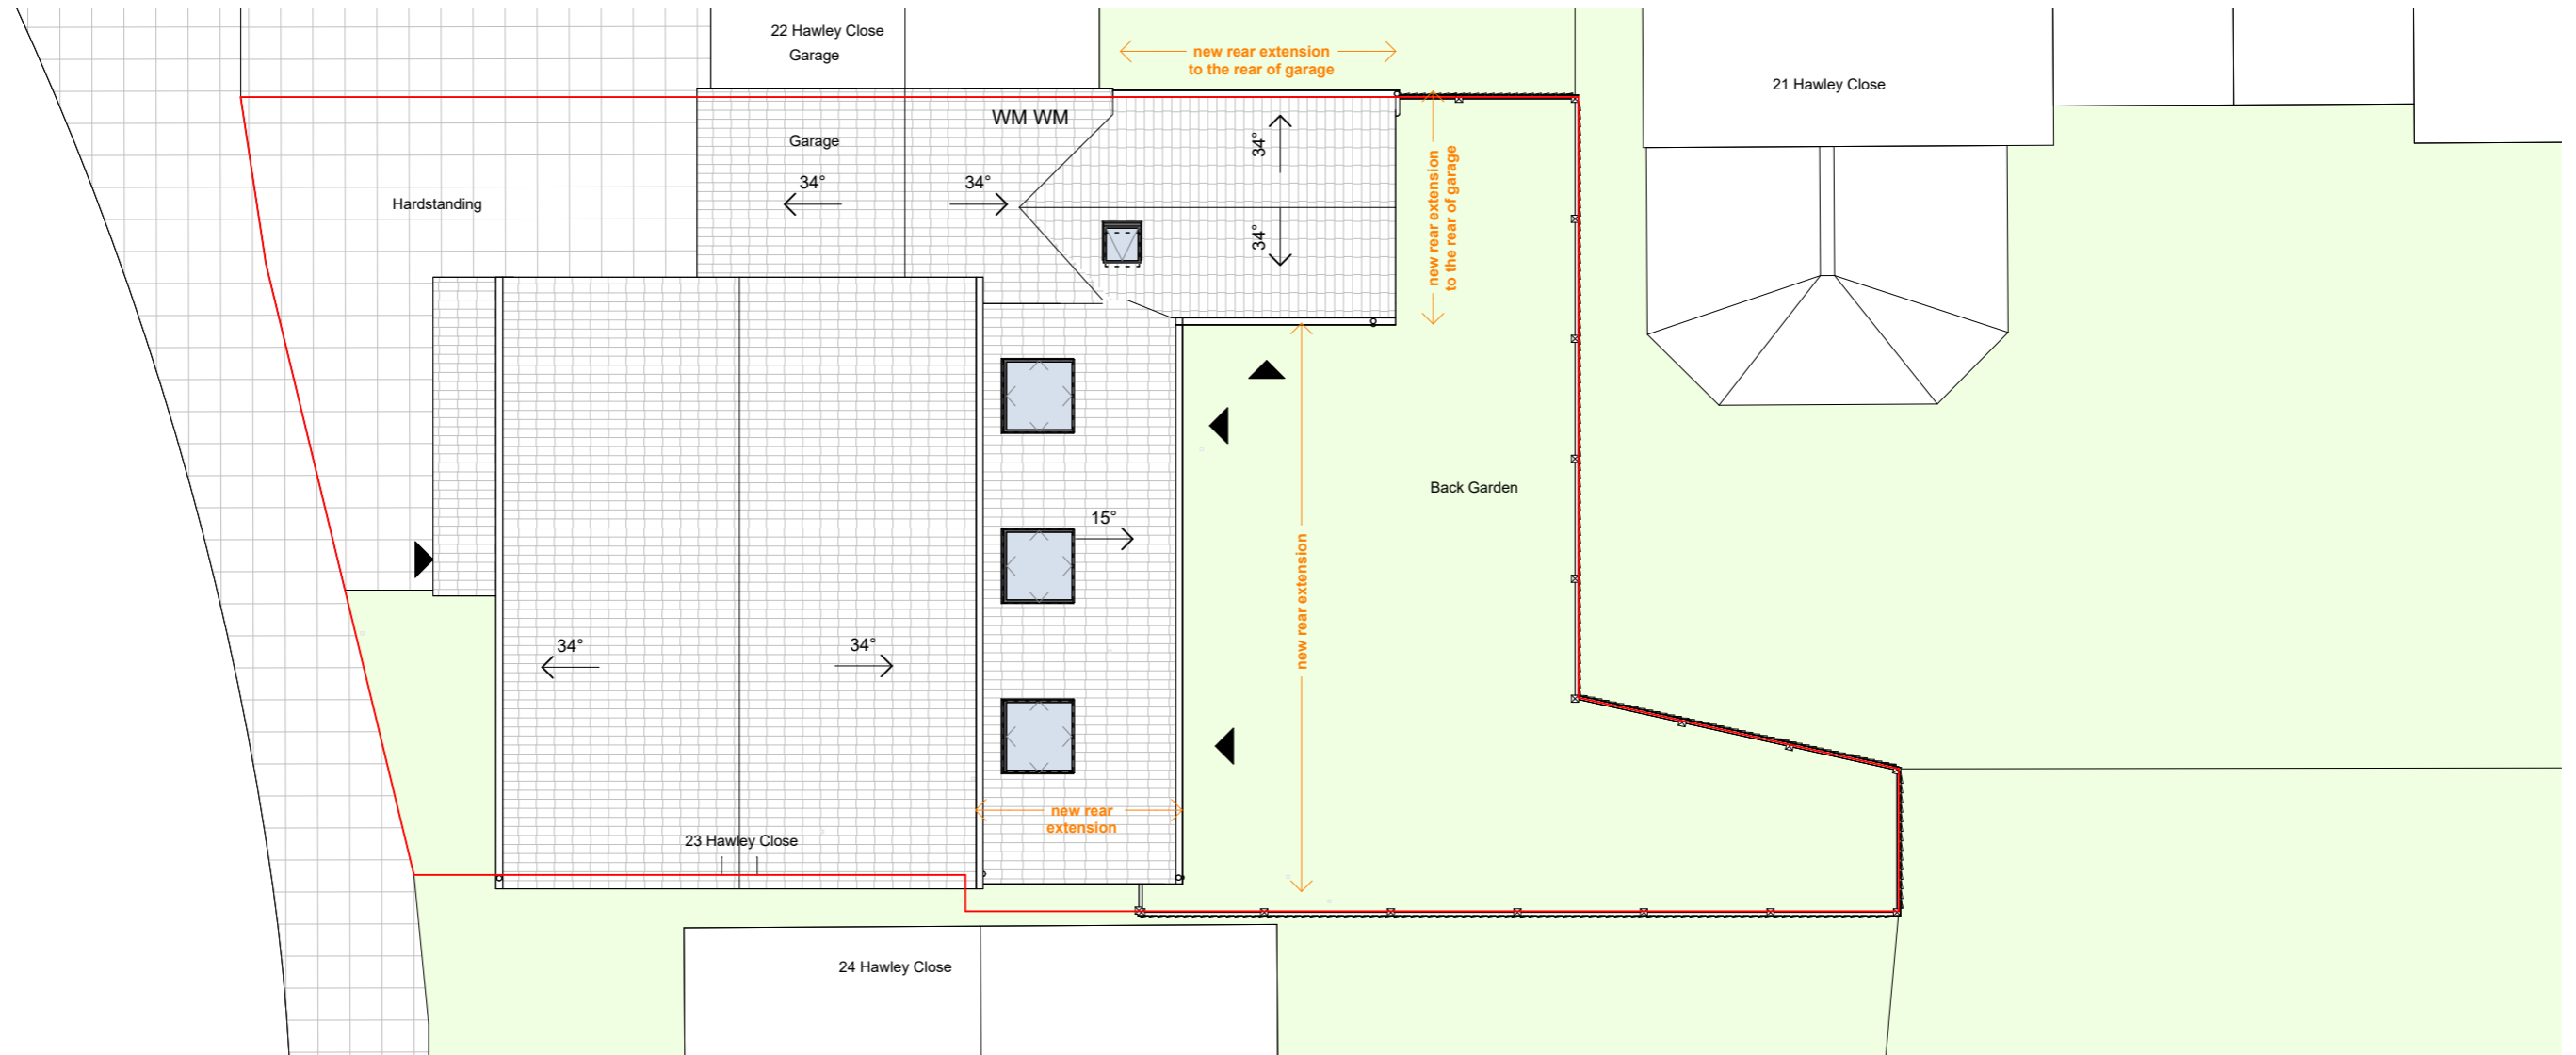 22 Hawley Close
Garage
new rear extension
to the rear of garage
21 Hawley Close
WM WM
Garage
34°
34°
34°
34°
new rear extension
to the rear of garage
Hardstanding
Back Garden
15°
new rear extension
34°
34°
new rear
extension
23 Hawley Close
24 Hawley Close